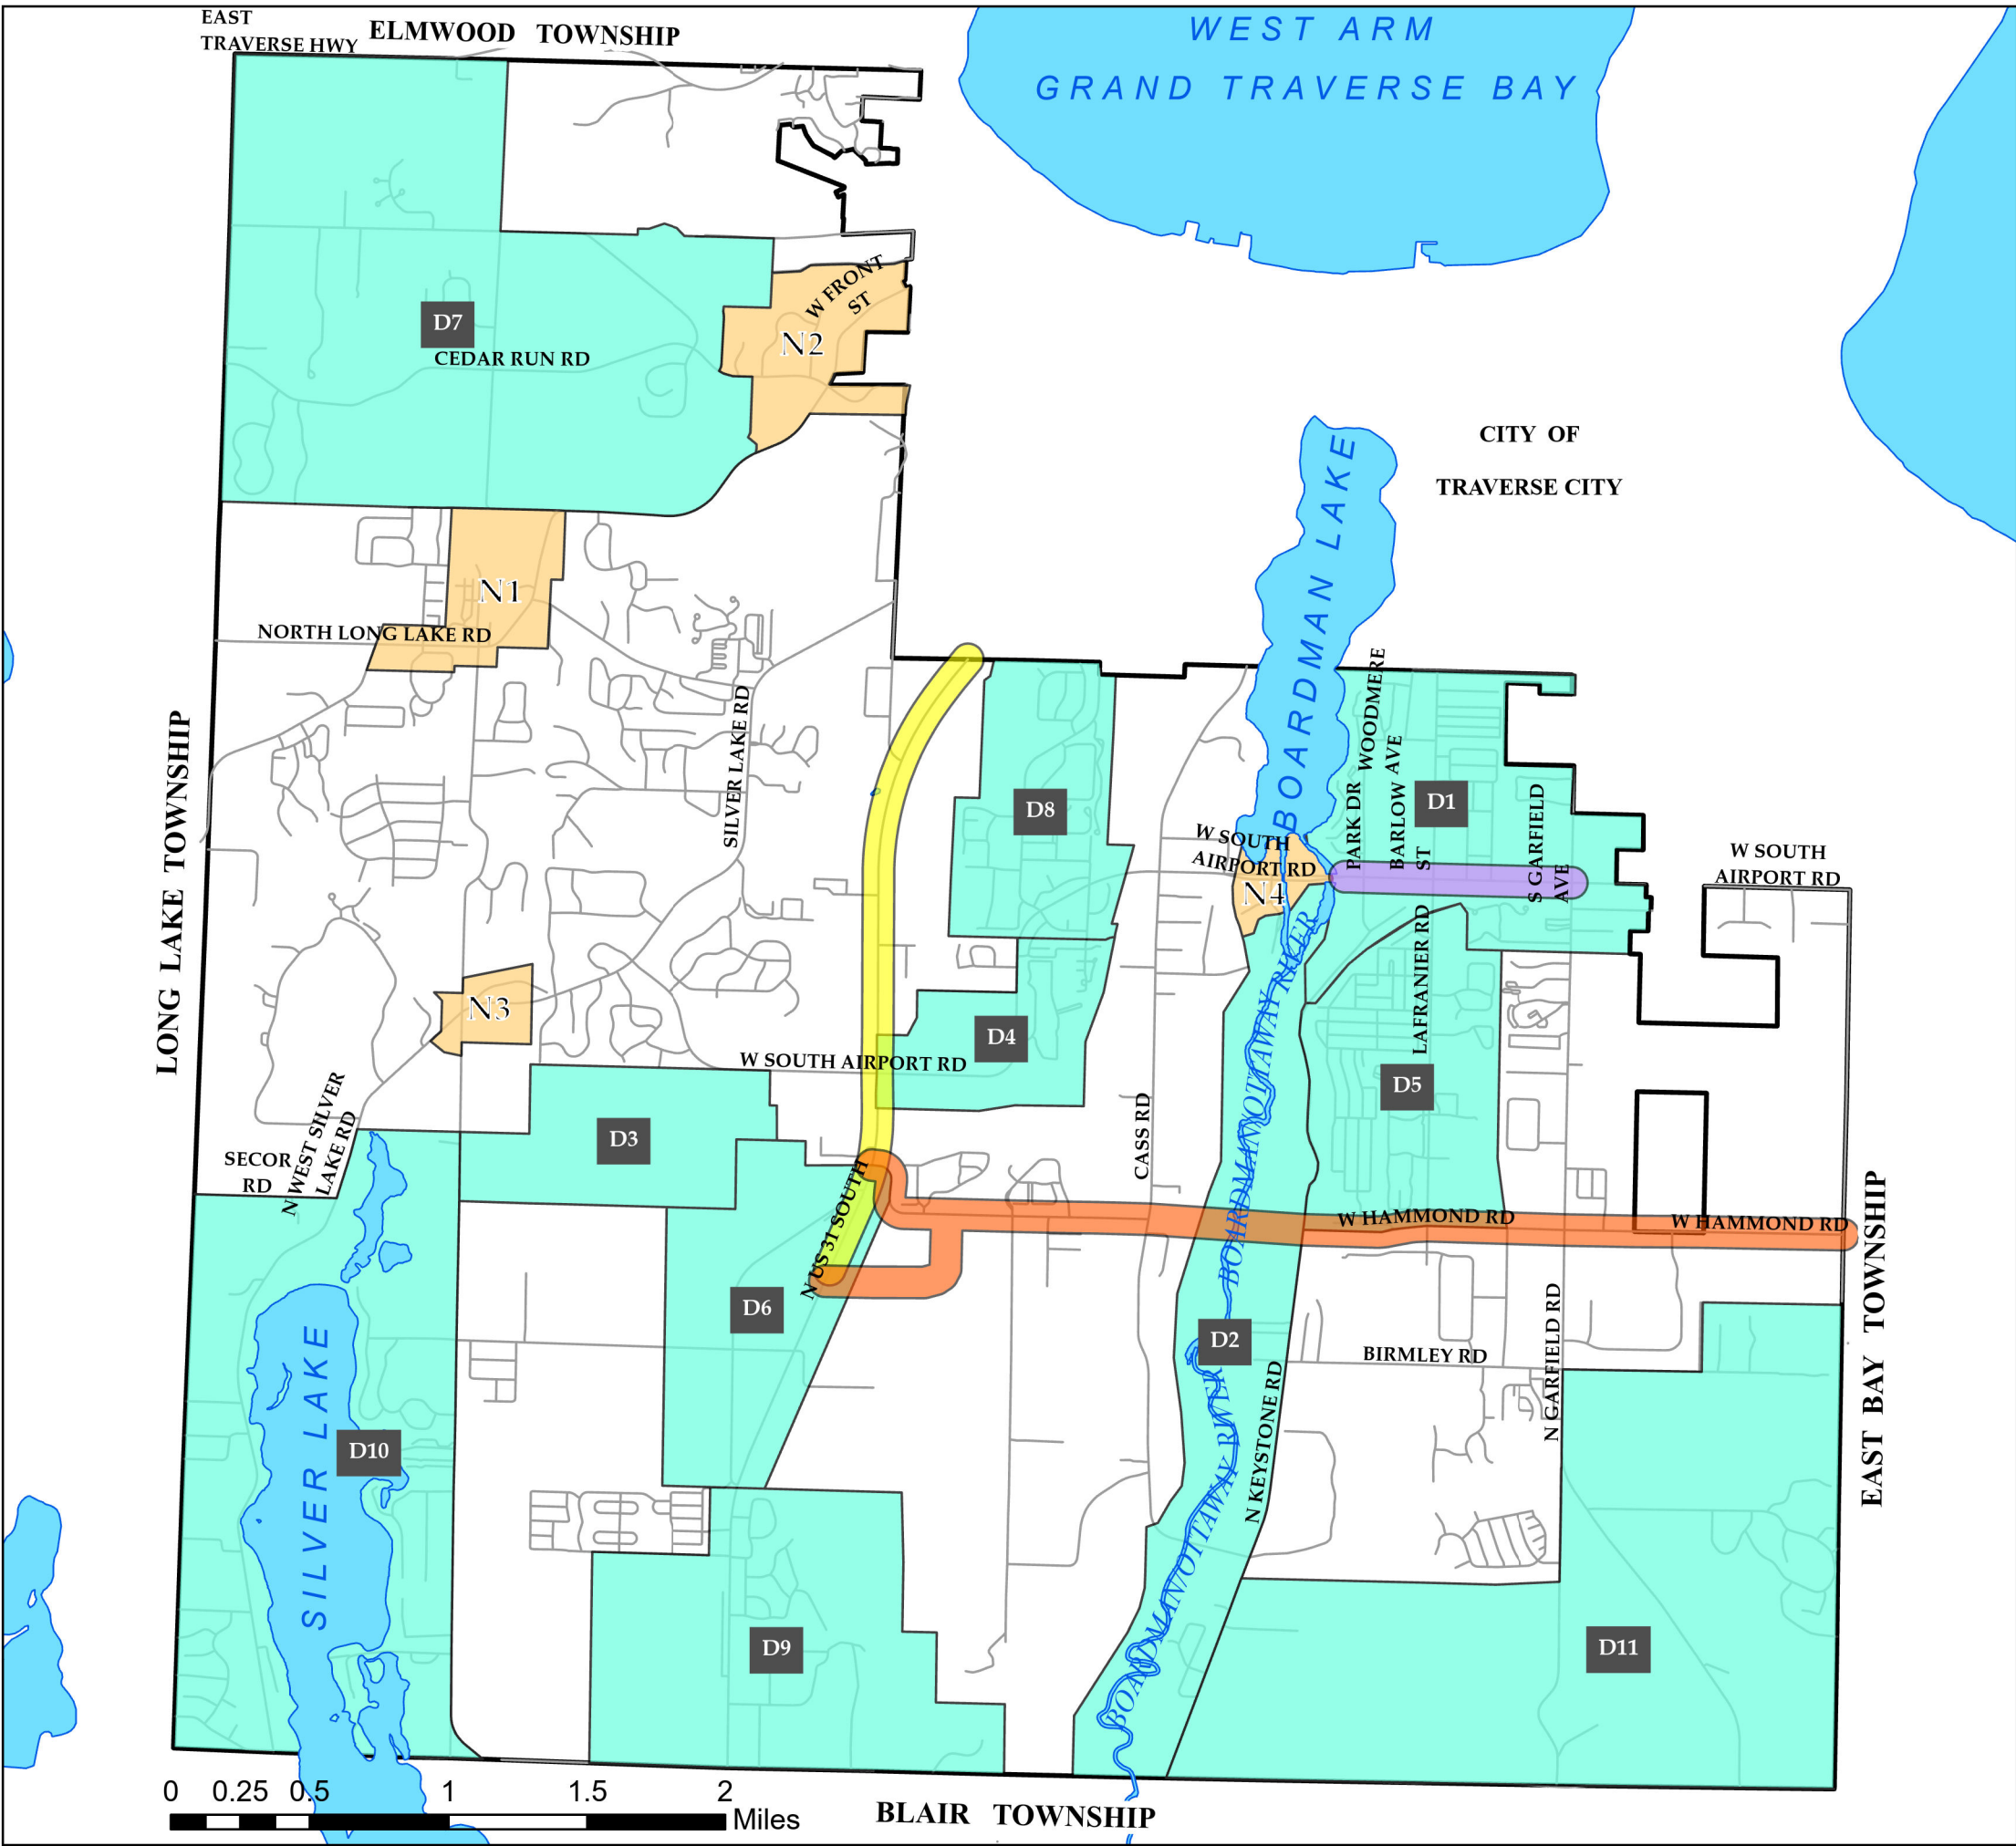 EAST
TRAVERSE HWY
ELMWOOD TOWNSHIP
WEST ARM
GRAND TRAVERSE BAY
W FRONT
ST
D7
N2
CEDAR RUN RD
CITY OF
TRAVERSE CITY
BOARDMAN LAKE
N1
NORTH LONG LAKE RD
LONG LAKE TOWNSHIP
SILVER LAKE RD
D8
WOODMERE
PARK DR
BARLOW AVE
ST
D1
S GARFIELD
AVE
W SOUTH
AIRPORT RD
W SOUTH
AIRPORT RD
N4
N3
D4
W SOUTH AIRPORT RD
LAFRANIER RD
D5
BOARDMAN/OTTAWAY RIVER
CASS RD
D3
SECOR
RD
N WEST SILVER
LAKE RD
N US 31 SOUTH
W HAMMOND RD
W HAMMOND RD
EAST BAY TOWNSHIP
D6
D2
BIRMLEY RD
N GARFIELD RD
N KEYSTONE RD
SILVER LAKE
D10
BOARDMAN/OTTAWAY RIVER
D9
D11
0 0.25 0.5 1 1.5 2
Miles
BLAIR TOWNSHIP